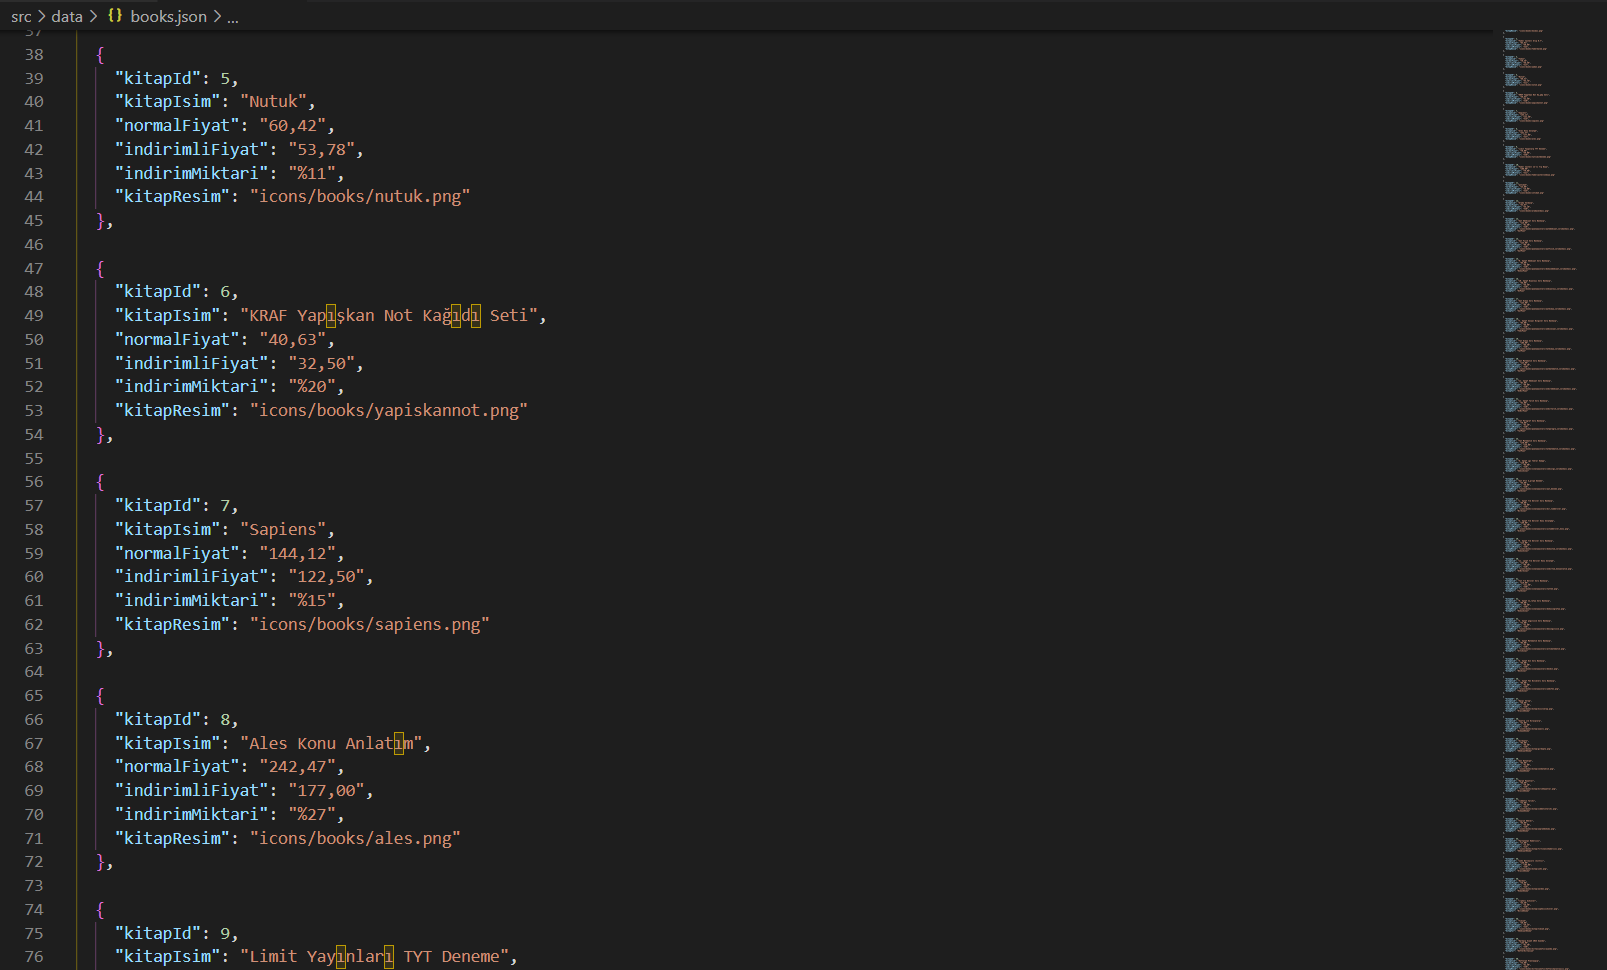 src > data > {} books.json > ...
37
38 {
39 "kitapId": 5,
40 "kitapIsim": "Nutuk",
41 "normalFiyat": "60,42",
42 "indirimliFiyat": "53,78",
43 "indirimMiktari": "%11",
44 "kitapResim": "icons/books/nutuk.png"
45 },
46
47 {
48 "kitapId": 6,
49 "kitapIsim": "KRAF Yapışkan Not Kağıdı Seti",
50 "normalFiyat": "40,63",
51 "indirimliFiyat": "32,50",
52 "indirimMiktari": "%20",
53 "kitapResim": "icons/books/yapiskannot.png"
54 },
55
56 {
57 "kitapId": 7,
58 "kitapIsim": "Sapiens",
59 "normalFiyat": "144,12",
60 "indirimliFiyat": "122,50",
61 "indirimMiktari": "%15",
62 "kitapResim": "icons/books/sapiens.png"
63 },
64
65 {
66 "kitapId": 8,
67 "kitapIsim": "Ales Konu Anlatım",
68 "normalFiyat": "242,47",
69 "indirimliFiyat": "177,00",
70 "indirimMiktari": "%27",
71 "kitapResim": "icons/books/ales.png"
72 },
73
74 {
75 "kitapId": 9,
76 "kitapIsim": "Limit Yayınları TYT Deneme",